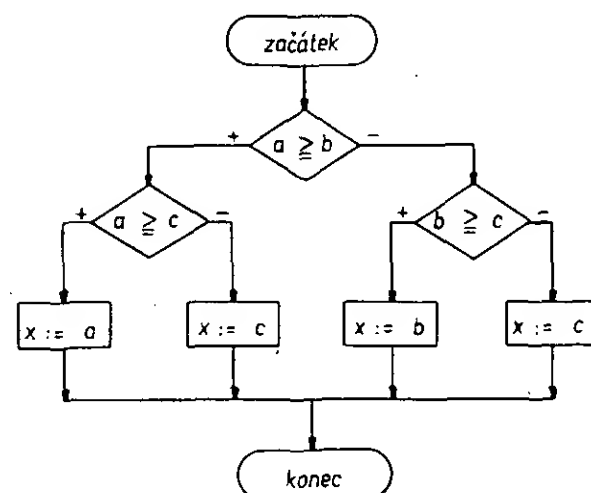 začátek
+ a ≧ b −
+ a ≧ c − + b ≧ c −
x := a x := c x := b x := c
konec